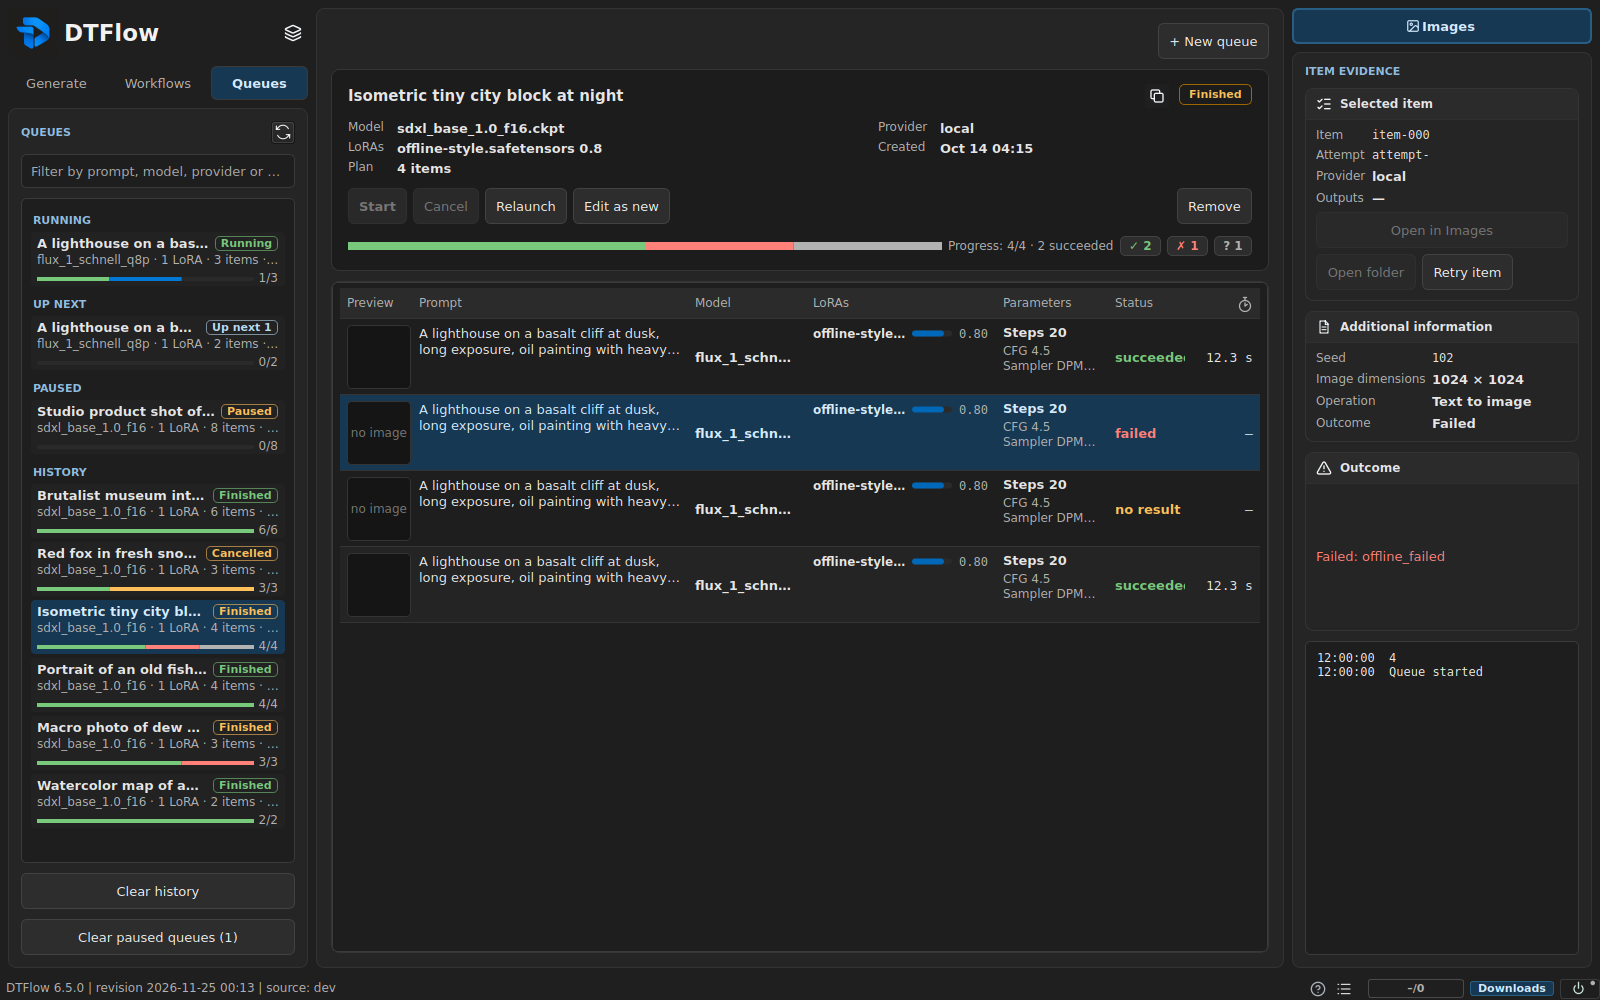 DTFlow
Generate
Workflows
Queues
QUEUES
Filter by prompt, model, provider or ...
RUNNING
A lighthouse on a bas... Running
flux_1_schnell_q8p · 1 LoRA · 3 items ·...
1/3
UP NEXT
A lighthouse on a b... Up next 1
flux_1_schnell_q8p · 1 LoRA · 2 items ·...
0/2
PAUSED
Studio product shot of... Paused
sdxl_base_1.0_f16 · 1 LoRA · 8 items · ...
0/8
HISTORY
Brutalist museum int... Finished
sdxl_base_1.0_f16 · 1 LoRA · 6 items · ...
6/6
Red fox in fresh sno... Cancelled
sdxl_base_1.0_f16 · 1 LoRA · 3 items · ...
3/3
Isometric tiny city bl... Finished
sdxl_base_1.0_f16 · 1 LoRA · 4 items · ...
4/4
Portrait of an old fish... Finished
sdxl_base_1.0_f16 · 1 LoRA · 4 items · ...
4/4
Macro photo of dew ... Finished
sdxl_base_1.0_f16 · 1 LoRA · 3 items · ...
3/3
Watercolor map of a... Finished
sdxl_base_1.0_f16 · 1 LoRA · 2 items · ...
2/2
Clear history
Clear paused queues (1)
+ New queue
Isometric tiny city block at night
Finished
Model sdxl_base_1.0_f16.ckpt
Provider local
LoRAs offline-style.safetensors 0.8
Created Oct 14 04:15
Plan 4 items
Start Cancel Relaunch Edit as new Remove
Progress: 4/4 · 2 succeeded ✓ 2 ✗ 1 ? 1
Preview Prompt Model LoRAs Parameters Status
A lighthouse on a basalt cliff at dusk,
long exposure, oil painting with heavy...
flux_1_schn...
offline-style... 0.80
Steps 20
CFG 4.5
Sampler DPM...
succeede
12.3 s
no image
A lighthouse on a basalt cliff at dusk,
long exposure, oil painting with heavy...
flux_1_schn...
offline-style... 0.80
Steps 20
CFG 4.5
Sampler DPM...
failed
—
no image
A lighthouse on a basalt cliff at dusk,
long exposure, oil painting with heavy...
flux_1_schn...
offline-style... 0.80
Steps 20
CFG 4.5
Sampler DPM...
no result
—
A lighthouse on a basalt cliff at dusk,
long exposure, oil painting with heavy...
flux_1_schn...
offline-style... 0.80
Steps 20
CFG 4.5
Sampler DPM...
succeede
12.3 s
Images
ITEM EVIDENCE
Selected item
Item item-000
Attempt attempt-
Provider local
Outputs —
Open in Images
Open folder Retry item
Additional information
Seed 102
Image dimensions 1024 × 1024
Operation Text to image
Outcome Failed
Outcome
Failed: offline_failed
12:00:00 4
12:00:00 Queue started
DTFlow 6.5.0 | revision 2026-11-25 00:13 | source: dev
–/0
Downloads